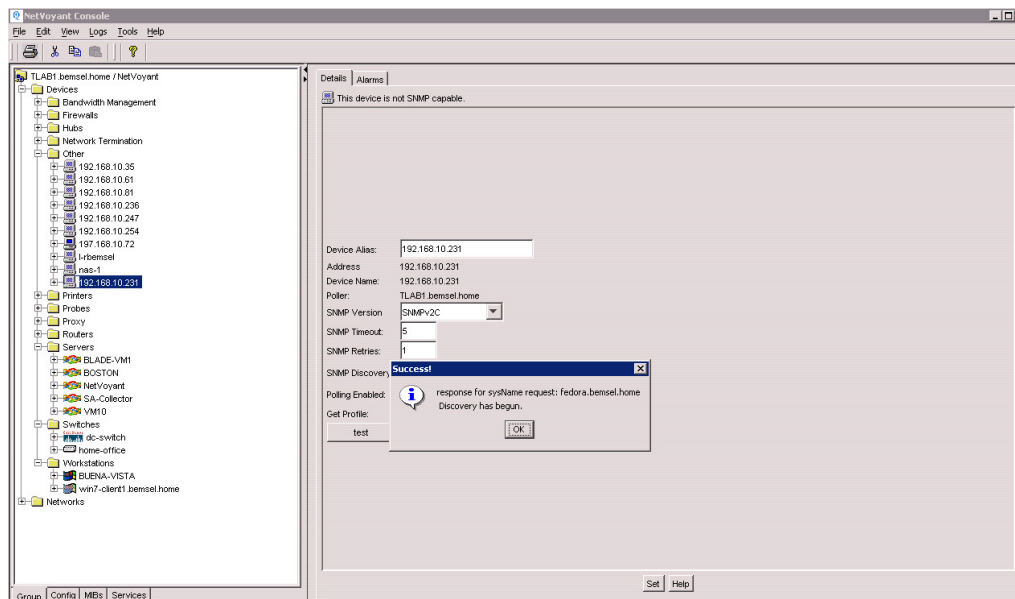 NetVoyant Console
File Edit View Logs Tools Help
TLAB1.bemsel.home / NetVoyant
Devices
Bandwidth Management
Firewalls
Hubs
Network Termination
Other
192.168.10.35
192.168.10.61
192.168.10.81
192.168.10.236
192.168.10.247
192.168.10.254
197.168.10.72
l-rbemsel
nas-1
192.168.10.231
Printers
Probes
Proxy
Routers
Servers
BLADE-VM1
BOSTON
NetVoyant
SA-Collector
VM10
Switches
dc-switch
home-office
Workstations
BUENA-VISTA
win7-client1.bemsel.home
Networks
Group Config MIBs Services
Details Alarms
This device is not SNMP capable.
Device Alias: 192.168.10.231
Address 192.168.10.231
Device Name: 192.168.10.231
Poller: TLAB1.bemsel.home
SNMP Version SNMPv2C
SNMP Timeout: 5
SNMP Retries: 1
SNMP Discovery
Polling Enabled:
Get Profile:
test
Success!
response for sysName request: fedora.bemsel.home
Discovery has begun.
OK
Set Help